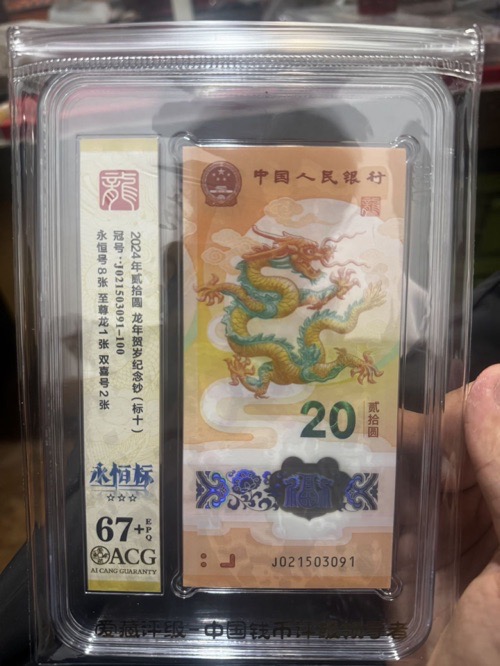 龍
2024年贰拾圆 龙年贺岁纪念钞（标十）
冠号：J021503091-100
永恒号8张 至尊龙1张 双喜号2张
永恒标
☆☆☆
67+
EPQ
ACG
AI CANG GUARANTY
中国人民银行
20
贰拾圆
J021503091
爱藏评级 中国钱币评级